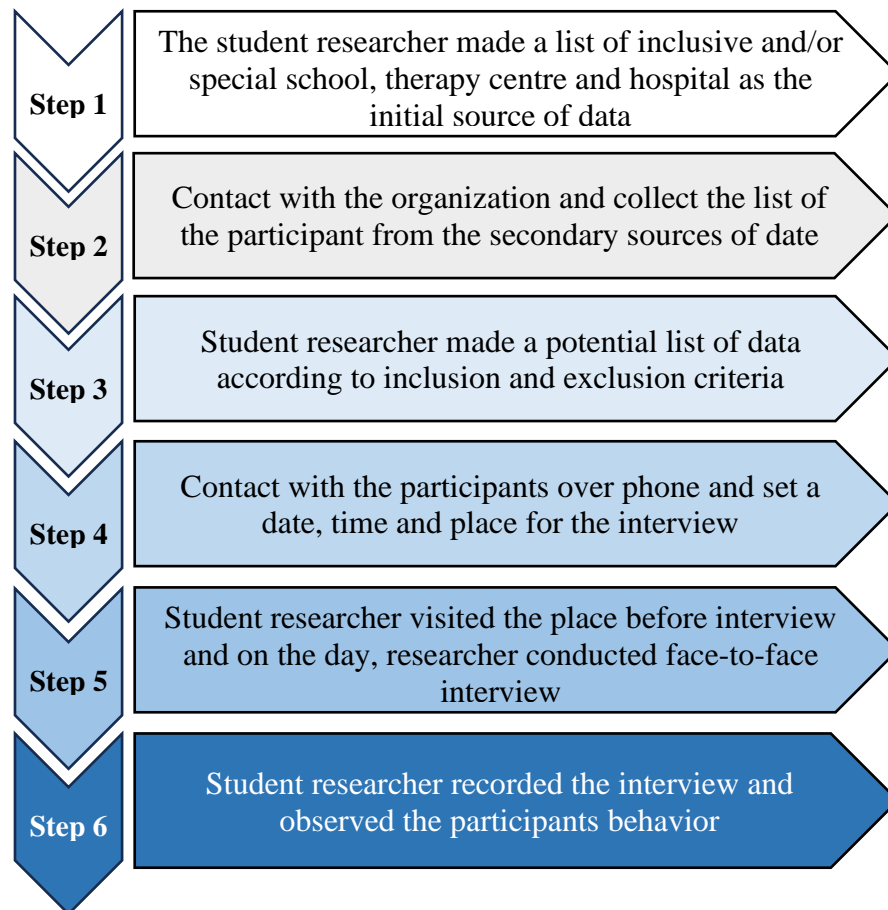 Step 1
The student researcher made a list of inclusive and/or
special school, therapy centre and hospital as the
initial source of data
Step 2
Contact with the organization and collect the list of
the participant from the secondary sources of date
Step 3
Student researcher made a potential list of data
according to inclusion and exclusion criteria
Step 4
Contact with the participants over phone and set a
date, time and place for the interview
Step 5
Student researcher visited the place before interview
and on the day, researcher conducted face-to-face
interview
Step 6
Student researcher recorded the interview and
observed the participants behavior